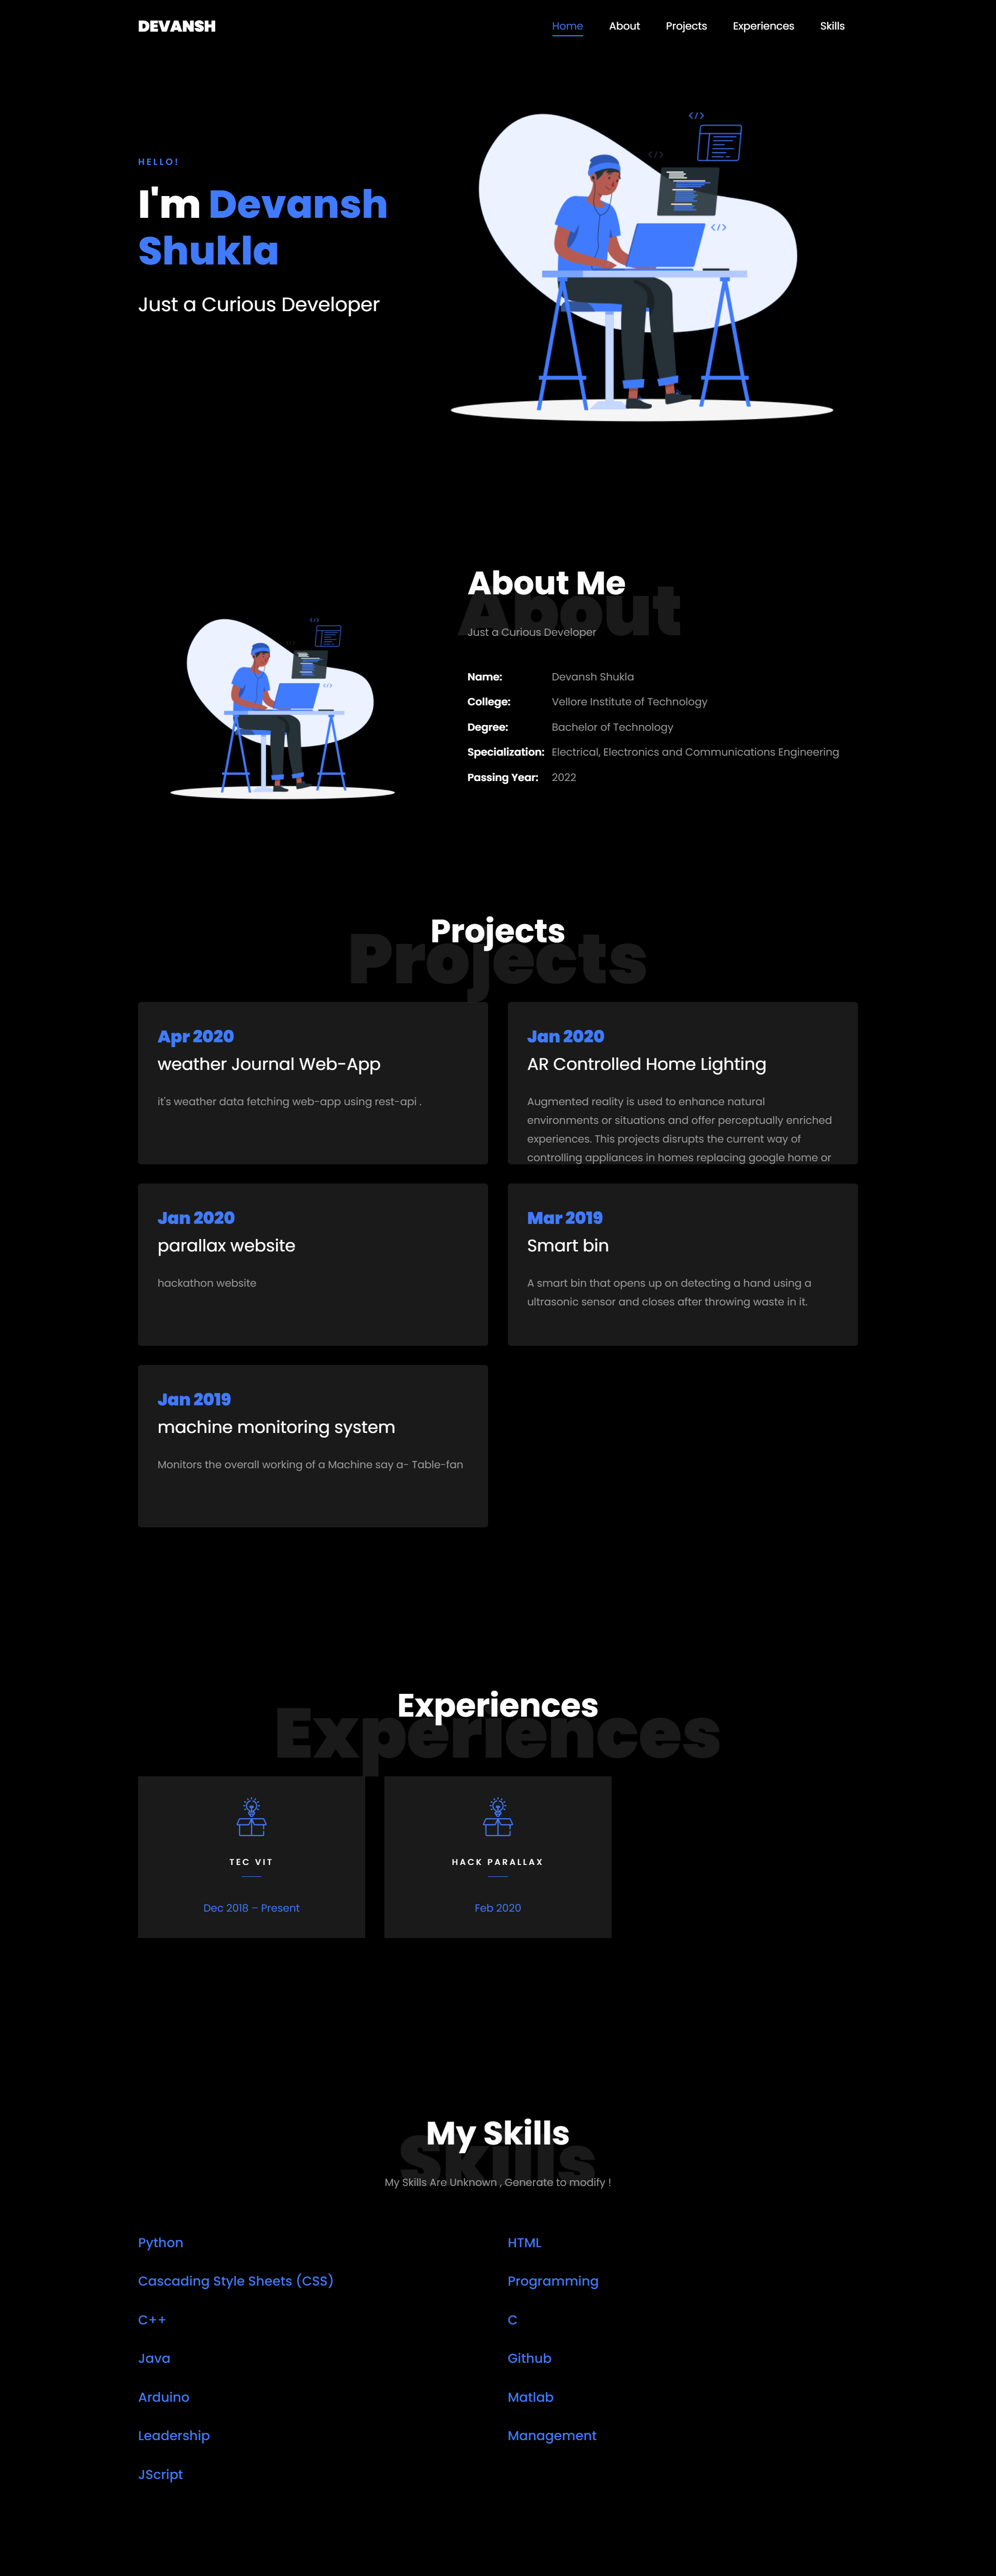 DEVANSH
Home About Projects Experiences Skills
HELLO!
I'm Devansh
Shukla
Just a Curious Developer
About Me
About
Just a Curious Developer
Name: Devansh Shukla
College: Vellore Institute of Technology
Degree: Bachelor of Technology
Specialization: Electrical, Electronics and Communications Engineering
Passing Year: 2022
Projects
Projects
Apr 2020
weather Journal Web-App
it's weather data fetching web-app using rest-api .
Jan 2020
AR Controlled Home Lighting
Augmented reality is used to enhance natural
environments or situations and offer perceptually enriched
experiences. This projects disrupts the current way of
controlling appliances in homes replacing google home or
Jan 2020
parallax website
hackathon website
Mar 2019
Smart bin
A smart bin that opens up on detecting a hand using a
ultrasonic sensor and closes after throwing waste in it.
Jan 2019
machine monitoring system
Monitors the overall working of a Machine say a- Table-fan
Experiences
Experiences
TEC VIT
Dec 2018 – Present
HACK PARALLAX
Feb 2020
My Skills
Skills
My Skills Are Unknown , Generate to modify !
Python
HTML
Cascading Style Sheets (CSS)
Programming
C++
C
Java
Github
Arduino
Matlab
Leadership
Management
JScript